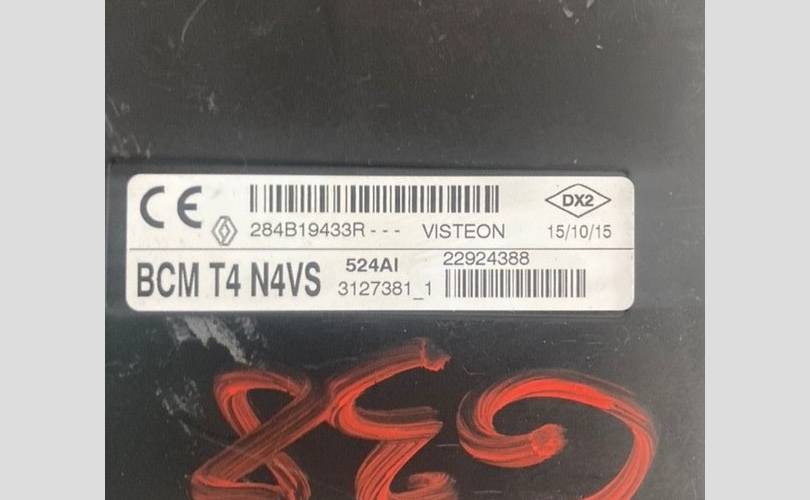 CE
284B19433R--- VISTEON
DX2
15/10/15
BCM T4 N4VS
524AI
3127381_1
22924388